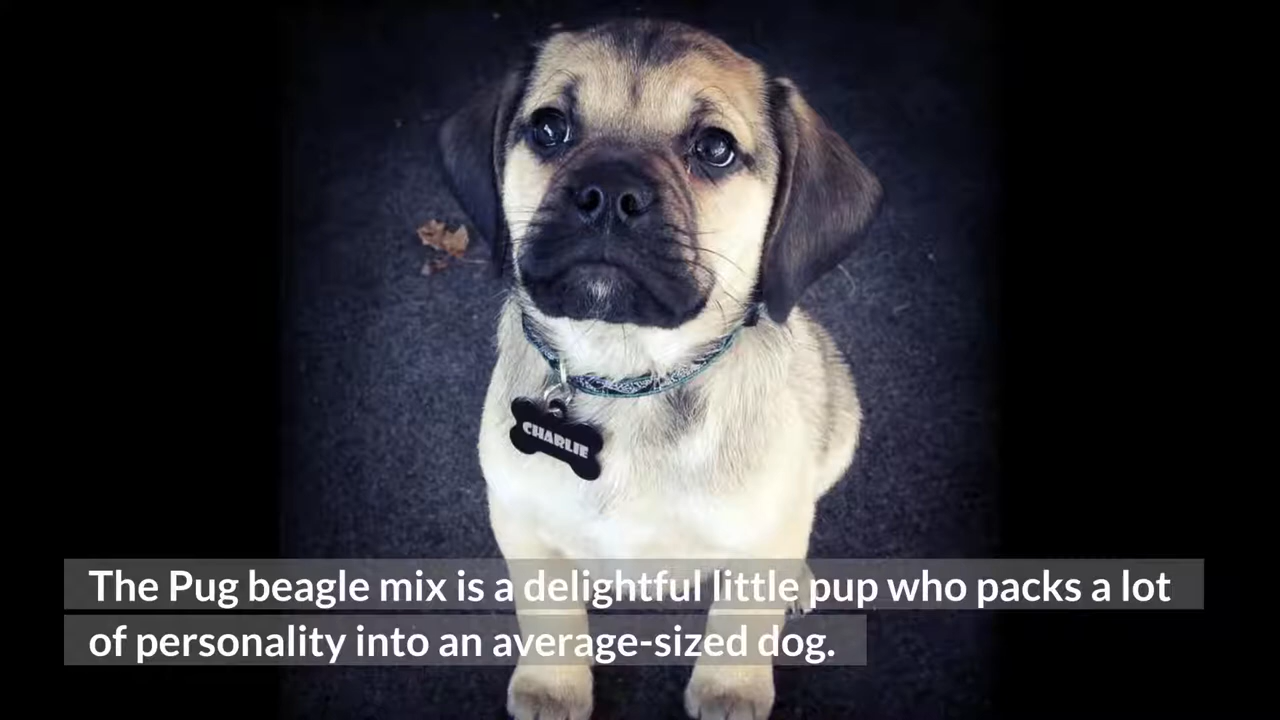 CHARLIE
The Pug beagle mix is a delightful little pup who packs a lot
of personality into an average-sized dog.